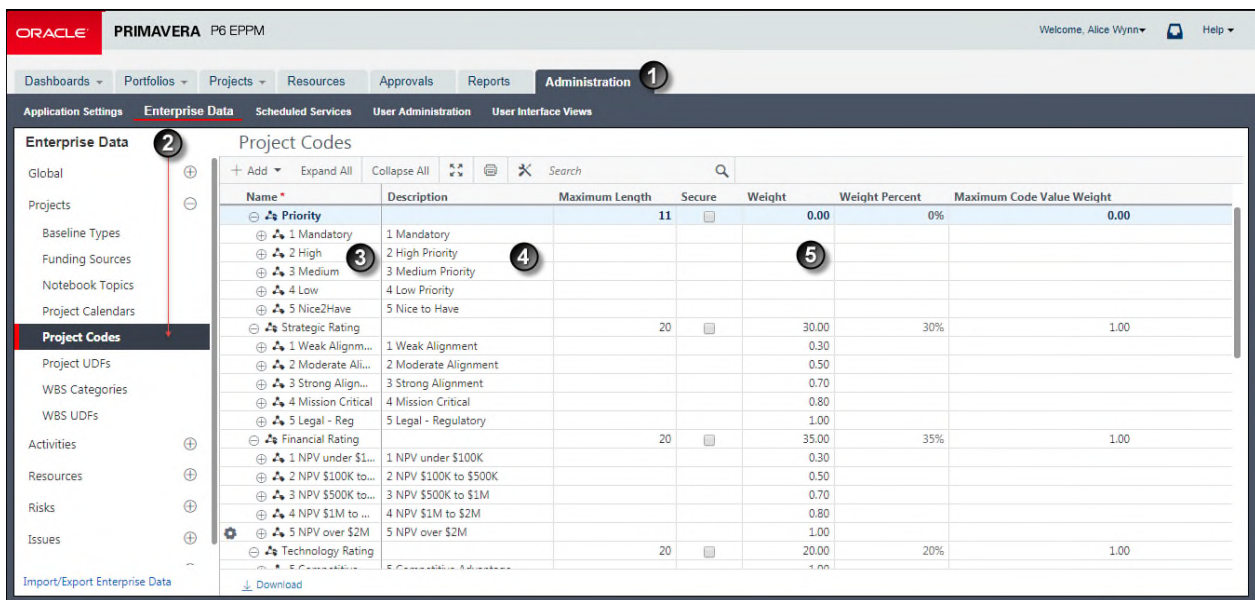 ORACLE PRIMAVERA P6 EPPM Welcome, Alice Wynn Help
Dashboards Portfolios Projects Resources Approvals Reports Administration 1
Application Settings Enterprise Data Scheduled Services User Administration User Interface Views
Enterprise Data 2
Global
Projects
Baseline Types
Funding Sources
Notebook Topics
Project Calendars
Project Codes
Project UDFs
WBS Categories
WBS UDFs
Activities
Resources
Risks
Issues
Import/Export Enterprise Data
Project Codes
+ Add Expand All Collapse All Search
Name * Description Maximum Length Secure Weight Weight Percent Maximum Code Value Weight
Priority 11 0.00 0% 0.00
1 Mandatory 1 Mandatory
2 High 2 High Priority
3 4 5
3 Medium 3 Medium Priority
4 Low 4 Low Priority
5 Nice2Have 5 Nice to Have
Strategic Rating 20 30.00 30% 1.00
1 Weak Alignm... 1 Weak Alignment 0.30
2 Moderate Ali... 2 Moderate Alignment 0.50
3 Strong Align... 3 Strong Alignment 0.70
4 Mission Critical 4 Mission Critical 0.80
5 Legal - Reg 5 Legal - Regulatory 1.00
Financial Rating 20 35.00 35% 1.00
1 NPV under $1... 1 NPV under $100K 0.30
2 NPV $100K to... 2 NPV $100K to $500K 0.50
3 NPV $500K to... 3 NPV $500K to $1M 0.70
4 NPV $1M to ... 4 NPV $1M to $2M 0.80
5 NPV over $2M 5 NPV over $2M 1.00
Technology Rating 20 20.00 20% 1.00
5 Competitive 5 Competitive Advantage 1.00
Download